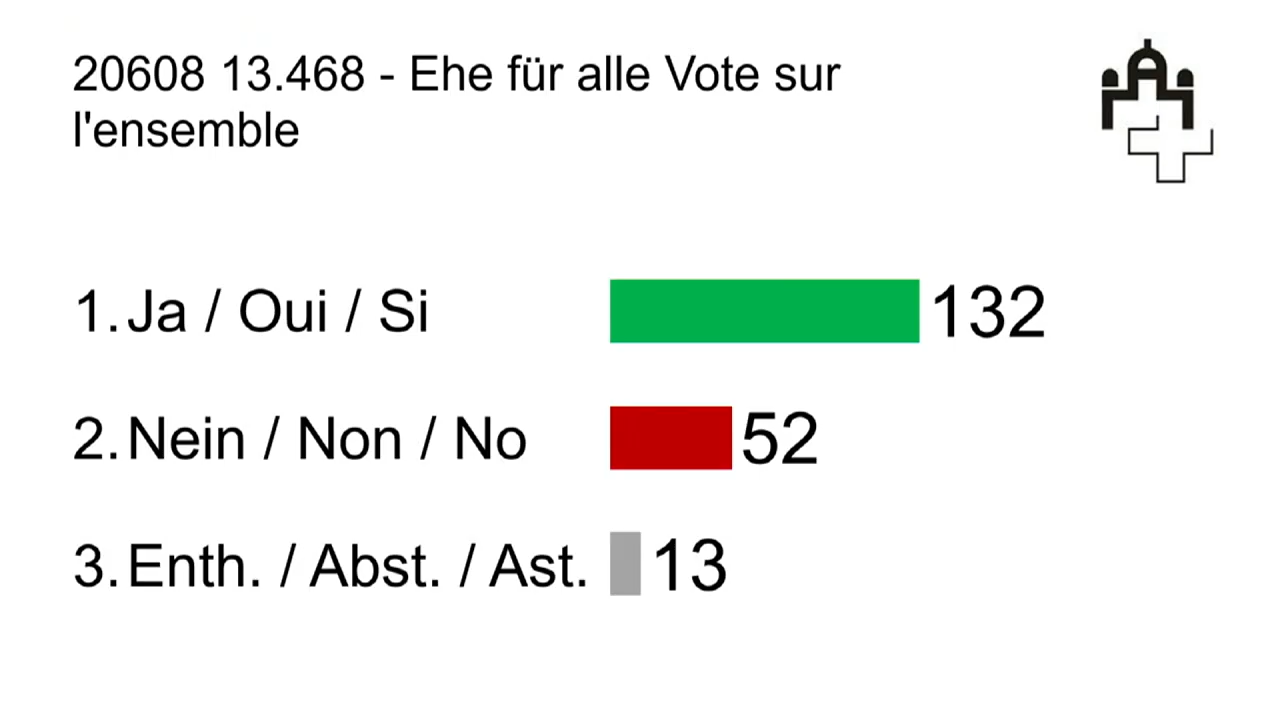 20608 13.468 - Ehe für alle Vote sur
l'ensemble
1. Ja / Oui / Si 132
2. Nein / Non / No 52
3. Enth. / Abst. / Ast. 13